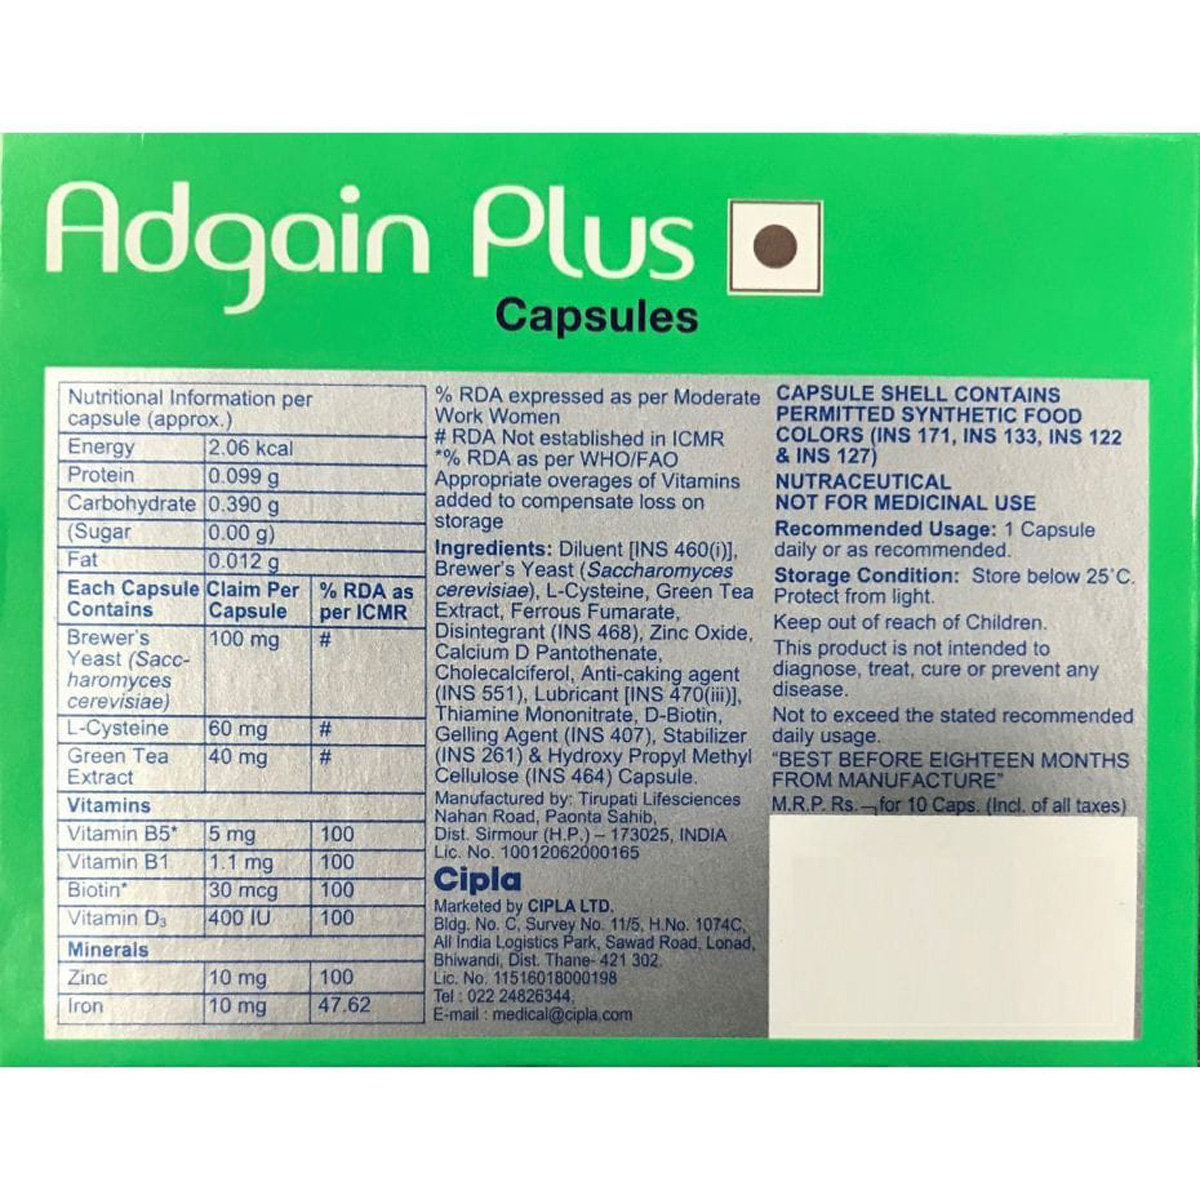 Adgain Plus
Capsules
Nutritional Information per
capsule (approx.)
Energy 2.06 kcal
Protein 0.099 g
Carbohydrate 0.390 g
(Sugar 0.00 g)
Fat 0.012 g
Each Capsule Claim Per % RDA as
Contains Capsule per ICMR
Brewer's 100 mg #
Yeast (Sacc-
haromyces
cerevisiae)
L-Cysteine 60 mg #
Green Tea 40 mg #
Extract
Vitamins
Vitamin B5* 5 mg 100
Vitamin B1 1.1 mg 100
Biotin* 30 mcg 100
Vitamin D3 400 IU 100
Minerals
Zinc 10 mg 100
Iron 10 mg 47.62
% RDA expressed as per Moderate
Work Women
# RDA Not established in ICMR
*% RDA as per WHO/FAO
Appropriate overages of Vitamins
added to compensate loss on
storage
Ingredients: Diluent [INS 460(i)],
Brewer's Yeast (Saccharomyces
cerevisiae), L-Cysteine, Green Tea
Extract, Ferrous Fumarate,
Disintegrant (INS 468), Zinc Oxide,
Calcium D Pantothenate,
Cholecalciferol, Anti-caking agent
(INS 551), Lubricant [INS 470(iii)],
Thiamine Mononitrate, D-Biotin,
Gelling Agent (INS 407), Stabilizer
(INS 261) & Hydroxy Propyl Methyl
Cellulose (INS 464) Capsule.
Manufactured by: Tirupati Lifesciences
Nahan Road, Paonta Sahib,
Dist. Sirmour (H.P.) – 173025, INDIA
Lic. No. 10012062000165
Cipla
Marketed by CIPLA LTD.
Bldg. No. C, Survey No. 11/5, H.No. 1074C,
All India Logistics Park, Sawad Road, Lonad,
Bhiwandi, Dist. Thane- 421 302.
Lic. No. 11516018000198
Tel : 022 24826344,
E-mail : medical@cipla.com
CAPSULE SHELL CONTAINS
PERMITTED SYNTHETIC FOOD
COLORS (INS 171, INS 133, INS 122
& INS 127)
NUTRACEUTICAL
NOT FOR MEDICINAL USE
Recommended Usage: 1 Capsule
daily or as recommended.
Storage Condition: Store below 25°C.
Protect from light.
Keep out of reach of Children.
This product is not intended to
diagnose, treat, cure or prevent any
disease.
Not to exceed the stated recommended
daily usage.
"BEST BEFORE EIGHTEEN MONTHS
FROM MANUFACTURE"
M.R.P. Rs. for 10 Caps. (Incl. of all taxes)